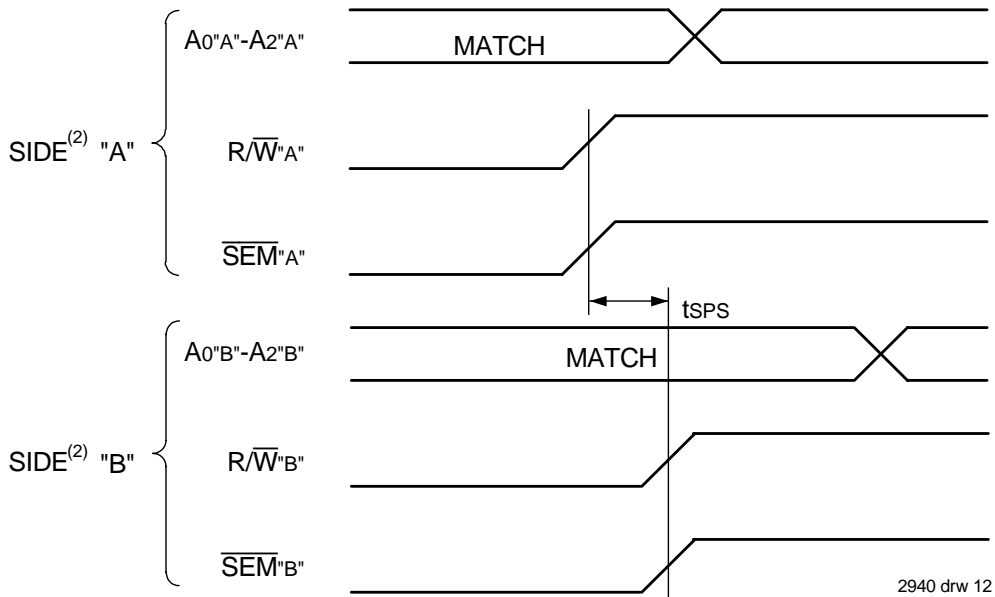 A0"A"-A2"A"
MATCH
SIDE(2) "A"
R/W"A"
SEM"A"
tSPS
A0"B"-A2"B"
MATCH
SIDE(2) "B"
R/W"B"
SEM"B"
2940 drw 12